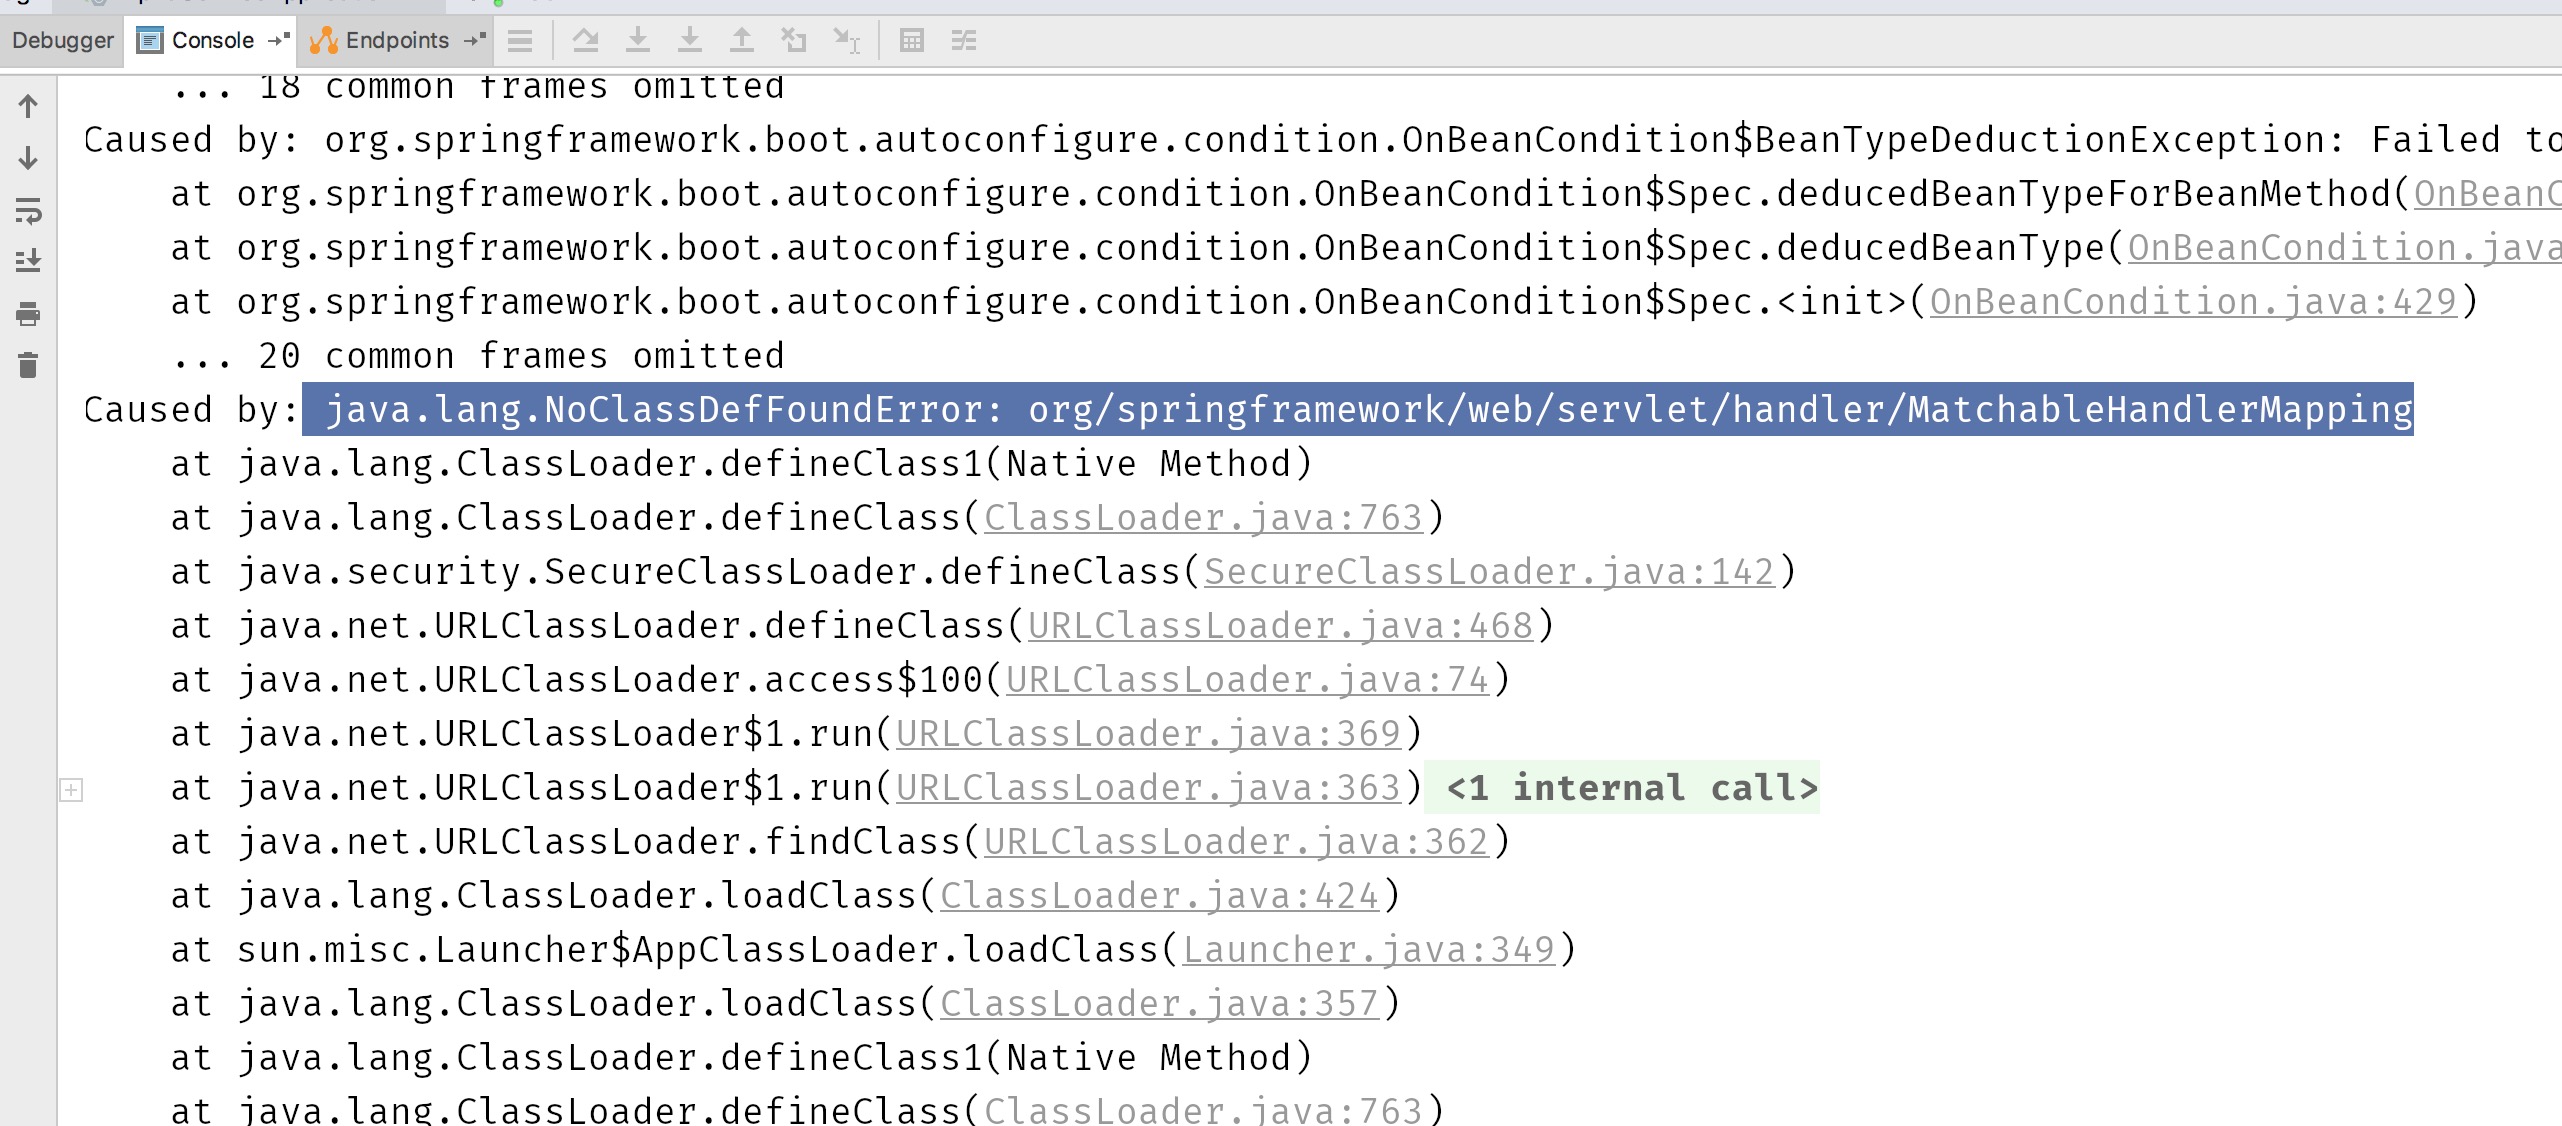 Debugger Console Endpoints
... 18 common frames omitted
Caused by: org.springframework.boot.autoconfigure.condition.OnBeanCondition$BeanTypeDeductionException: Failed to
at org.springframework.boot.autoconfigure.condition.OnBeanCondition$Spec.deducedBeanTypeForBeanMethod(OnBeanC
at org.springframework.boot.autoconfigure.condition.OnBeanCondition$Spec.deducedBeanType(OnBeanCondition.java
at org.springframework.boot.autoconfigure.condition.OnBeanCondition$Spec.<init>(OnBeanCondition.java:429)
... 20 common frames omitted
Caused by: java.lang.NoClassDefFoundError: org/springframework/web/servlet/handler/MatchableHandlerMapping
at java.lang.ClassLoader.defineClass1(Native Method)
at java.lang.ClassLoader.defineClass(ClassLoader.java:763)
at java.security.SecureClassLoader.defineClass(SecureClassLoader.java:142)
at java.net.URLClassLoader.defineClass(URLClassLoader.java:468)
at java.net.URLClassLoader.access$100(URLClassLoader.java:74)
at java.net.URLClassLoader$1.run(URLClassLoader.java:369)
at java.net.URLClassLoader$1.run(URLClassLoader.java:363) <1 internal call>
at java.net.URLClassLoader.findClass(URLClassLoader.java:362)
at java.lang.ClassLoader.loadClass(ClassLoader.java:424)
at sun.misc.Launcher$AppClassLoader.loadClass(Launcher.java:349)
at java.lang.ClassLoader.loadClass(ClassLoader.java:357)
at java.lang.ClassLoader.defineClass1(Native Method)
at java.lang.ClassLoader.defineClass(ClassLoader.java:763)